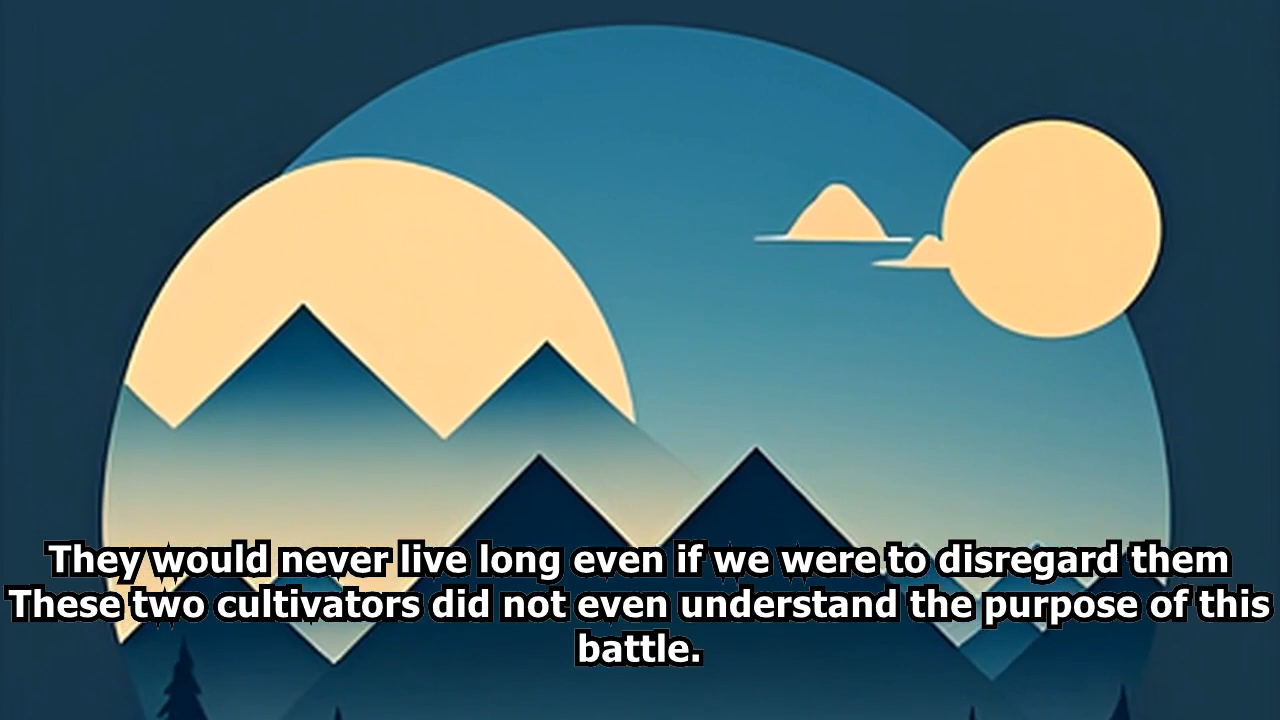 They would never live long even if we were to disregard them
These two cultivators did not even understand the purpose of this
battle.